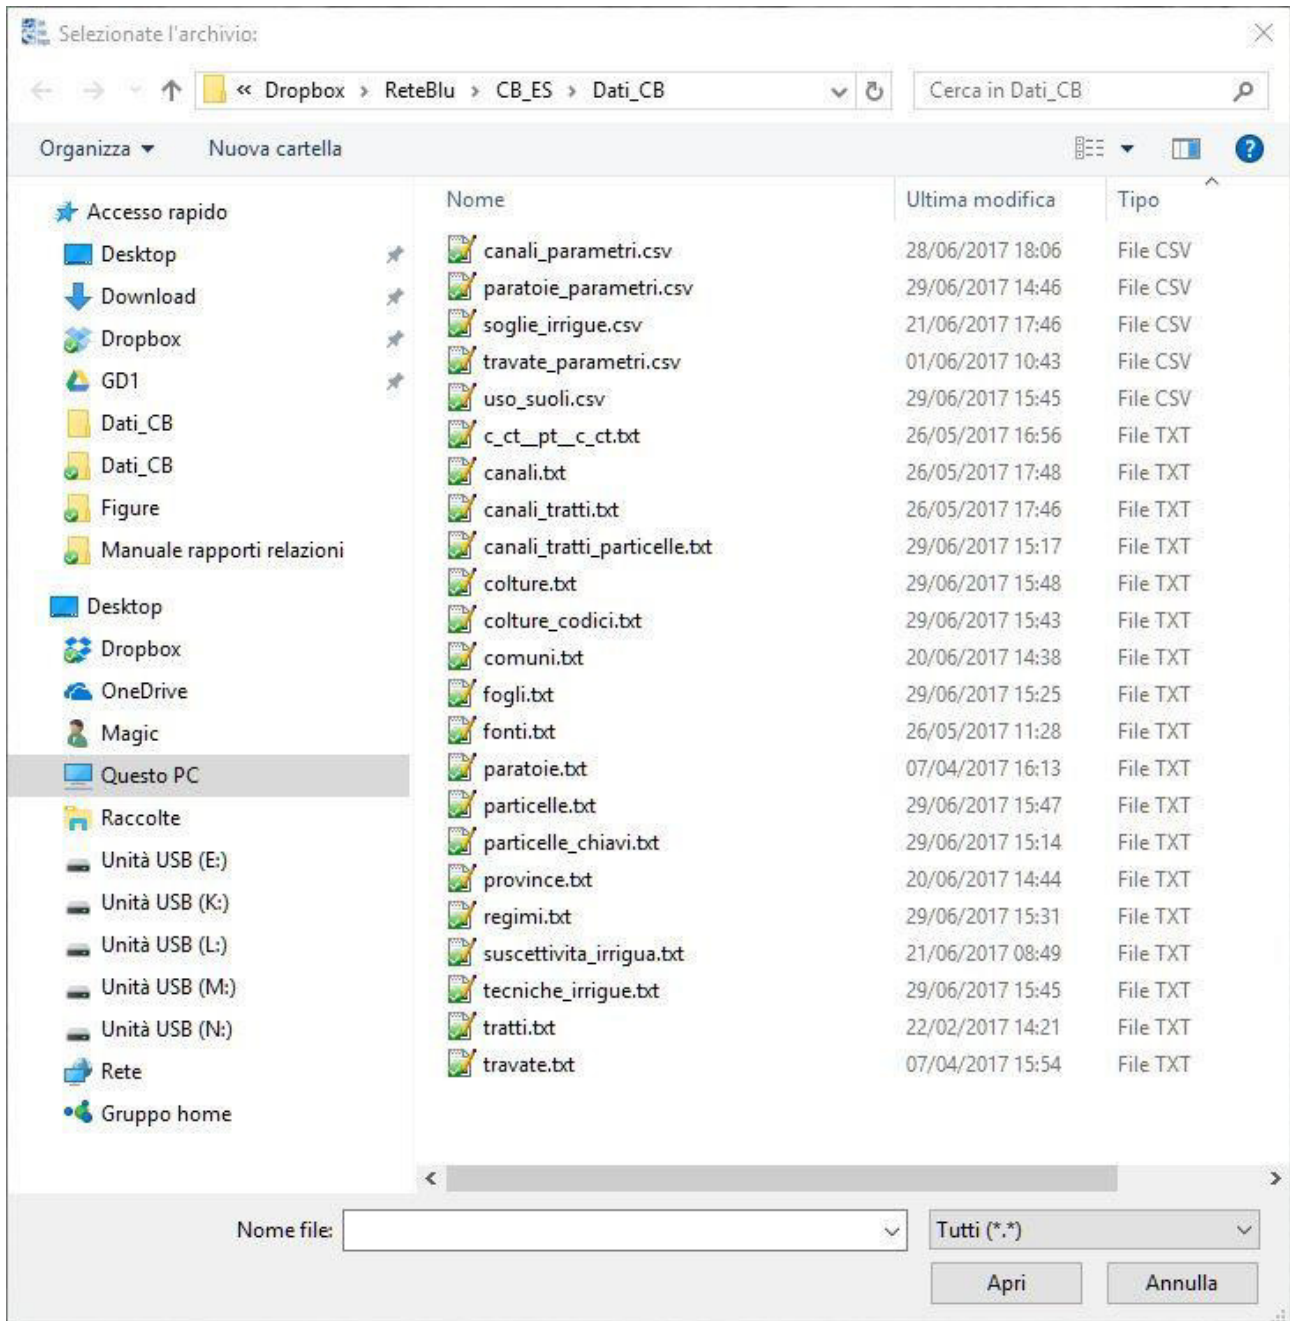 Selezionate l'archivio:
« Dropbox › ReteBlu › CB_ES › Dati_CB
Cerca in Dati_CB
Organizza
Nuova cartella
Accesso rapido
Desktop
Download
Dropbox
GD1
Dati_CB
Dati_CB
Figure
Manuale rapporti relazioni
Desktop
Dropbox
OneDrive
Magic
Questo PC
Raccolte
Unità USB (E:)
Unità USB (K:)
Unità USB (L:)
Unità USB (M:)
Unità USB (N:)
Rete
Gruppo home
Nome Ultima modifica Tipo
canali_parametri.csv 28/06/2017 18:06 File CSV
paratoie_parametri.csv 29/06/2017 14:46 File CSV
soglie_irrigue.csv 21/06/2017 17:46 File CSV
travate_parametri.csv 01/06/2017 10:43 File CSV
uso_suoli.csv 29/06/2017 15:45 File CSV
c_ct__pt__c_ct.txt 26/05/2017 16:56 File TXT
canali.txt 26/05/2017 17:48 File TXT
canali_tratti.txt 26/05/2017 17:46 File TXT
canali_tratti_particelle.txt 29/06/2017 15:17 File TXT
colture.txt 29/06/2017 15:48 File TXT
colture_codici.txt 29/06/2017 15:43 File TXT
comuni.txt 20/06/2017 14:38 File TXT
fogli.txt 29/06/2017 15:25 File TXT
fonti.txt 26/05/2017 11:28 File TXT
paratoie.txt 07/04/2017 16:13 File TXT
particelle.txt 29/06/2017 15:47 File TXT
particelle_chiavi.txt 29/06/2017 15:14 File TXT
province.txt 20/06/2017 14:44 File TXT
regimi.txt 29/06/2017 15:31 File TXT
suscettivita_irrigua.txt 21/06/2017 08:49 File TXT
tecniche_irrigue.txt 29/06/2017 15:45 File TXT
tratti.txt 22/02/2017 14:21 File TXT
travate.txt 07/04/2017 15:54 File TXT
Nome file:
Tutti (*.*)
Apri
Annulla